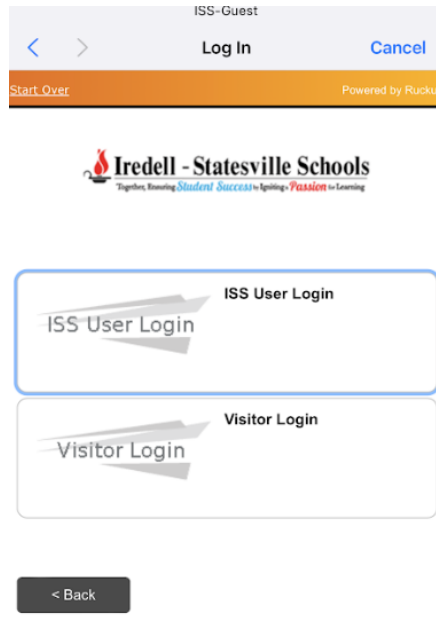 ISS-Guest
Log In
Cancel
Start Over
Powered by Rucku
Iredell - Statesville Schools
Together, Ensuring Student Success by Igniting a Passion for Learning
ISS User Login
ISS User Login
Visitor Login
Visitor Login
< Back